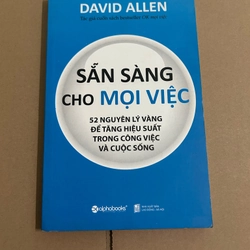 DAVID ALLEN
SẴN SÀNG
CHO MỌI VIỆC
52 NGUYÊN LÝ VÀNG
ĐỂ TĂNG HIỆU SUẤT
TRONG CÔNG VIỆC
VÀ CUỘC SỐNG
alphabooks